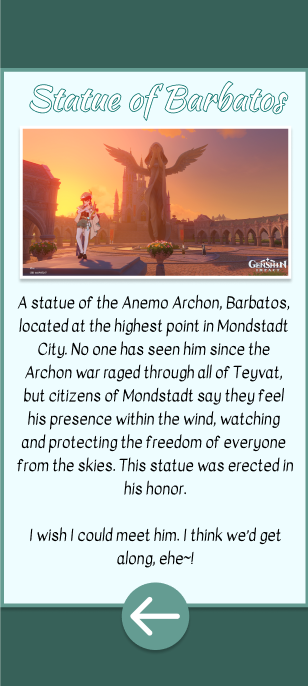 Statue of Barbatos
GENSHIN
IMPACT
A statue of the Anemo Archon, Barbatos,
located at the highest point in Mondstadt
City. No one has seen him since the
Archon war raged through all of Teyvat,
but citizens of Mondstadt say they feel
his presence within the wind, watching
and protecting the freedom of everyone
from the skies. This statue was erected in
his honor.
I wish I could meet him. I think we'd get
along, ehe~!